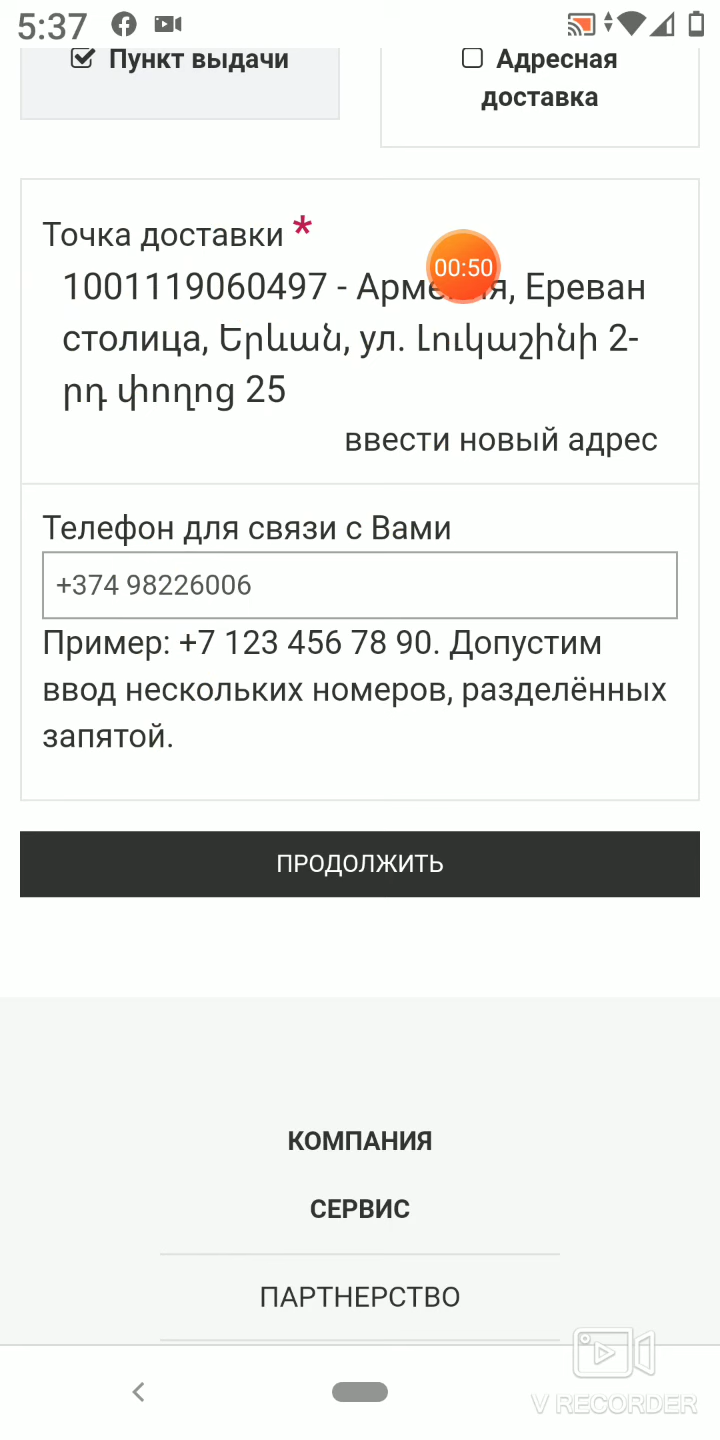 5:37
Пункт выдачи
Адресная
доставка
Точка доставки *
00:50
1001119060497 - Армения, Ереван
столица, Երևան, ул. Լուկաշինի 2-
րդ փողոց 25
ввести новый адрес
Телефон для связи с Вами
+374 98226006
Пример: +7 123 456 78 90. Допустим
ввод нескольких номеров, разделённых
запятой.
ПРОДОЛЖИТЬ
КОМПАНИЯ
СЕРВИС
ПАРТНЕРСТВО
V RECORDER